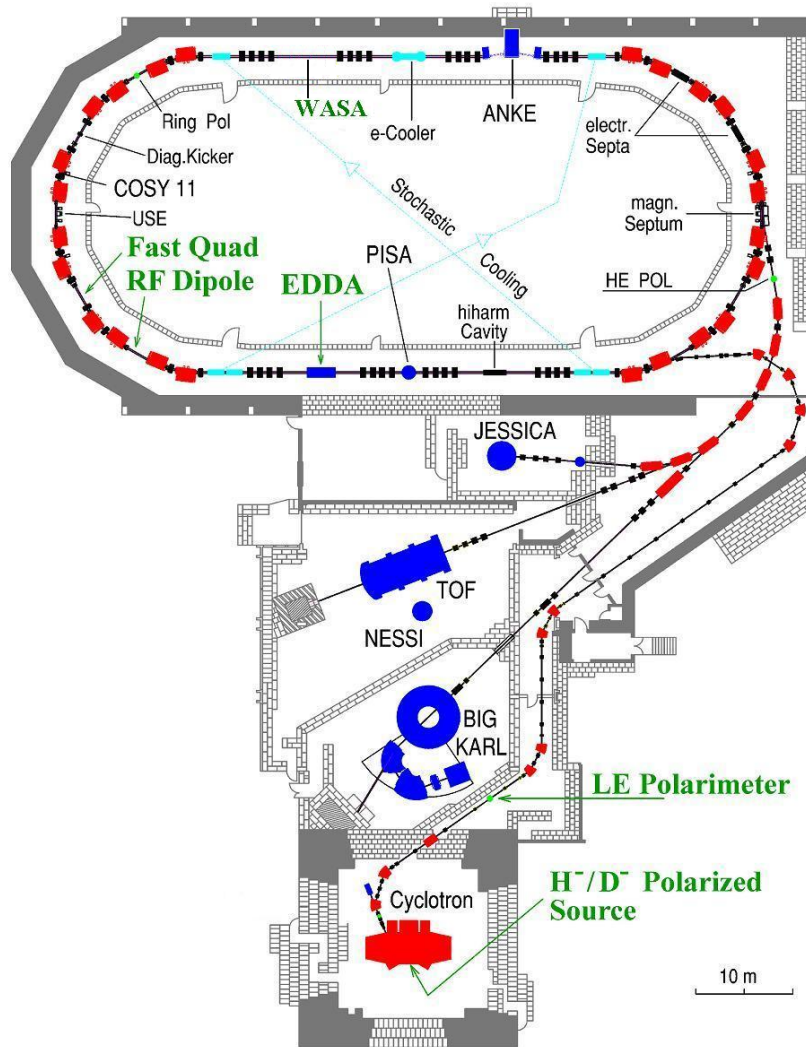 WASA
e-Cooler
ANKE
Ring Pol
Diag.Kicker
COSY 11
USE
electr.
Septa
magn.
Septum
HE POL
Stochastic
Cooling
Fast Quad
RF Dipole
EDDA
PISA
hiharm
Cavity
JESSICA
TOF
NESSI
BIG
KARL
LE Polarimeter
Cyclotron
H⁻/D⁻ Polarized
Source
10 m